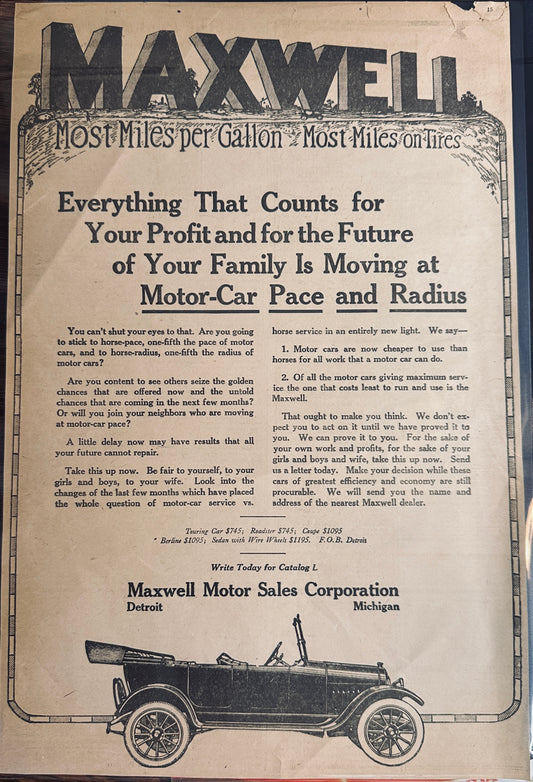 15
MAXWELL
Most Miles per Gallon - Most Miles on Tires
Everything That Counts for
Your Profit and for the Future
of Your Family Is Moving at
Motor-Car Pace and Radius
You can't shut your eyes to that. Are you going
to stick to horse-pace, one-fifth the pace of motor
cars, and to horse-radius, one-fifth the radius of
motor cars?
Are you content to see others seize the golden
chances that are offered now and the untold
chances that are coming in the next few months?
Or will you join your neighbors who are moving
at motor-car pace?
A little delay now may have results that all
your future cannot repair.
Take this up now. Be fair to yourself, to your
girls and boys, to your wife. Look into the
changes of the last few months which have placed
the whole question of motor-car service vs.
horse service in an entirely new light. We say—
1. Motor cars are now cheaper to use than
horses for all work that a motor car can do.
2. Of all the motor cars giving maximum serv-
ice the one that costs least to run and use is the
Maxwell.
That ought to make you think. We don't ex-
pect you to act on it until we have proved it to
you. We can prove it to you. For the sake of
your own work and profits, for the sake of your
girls and boys and wife, take this up now. Send
us a letter today. Make your decision while these
cars of greatest efficiency and economy are still
procurable. We will send you the name and
address of the nearest Maxwell dealer.
Touring Car $745; Roadster $745; Coupe $1095
Berline $1095; Sedan with Wire Wheels $1195. F.O.B. Detroit
Write Today for Catalog L
Maxwell Motor Sales Corporation
Detroit Michigan